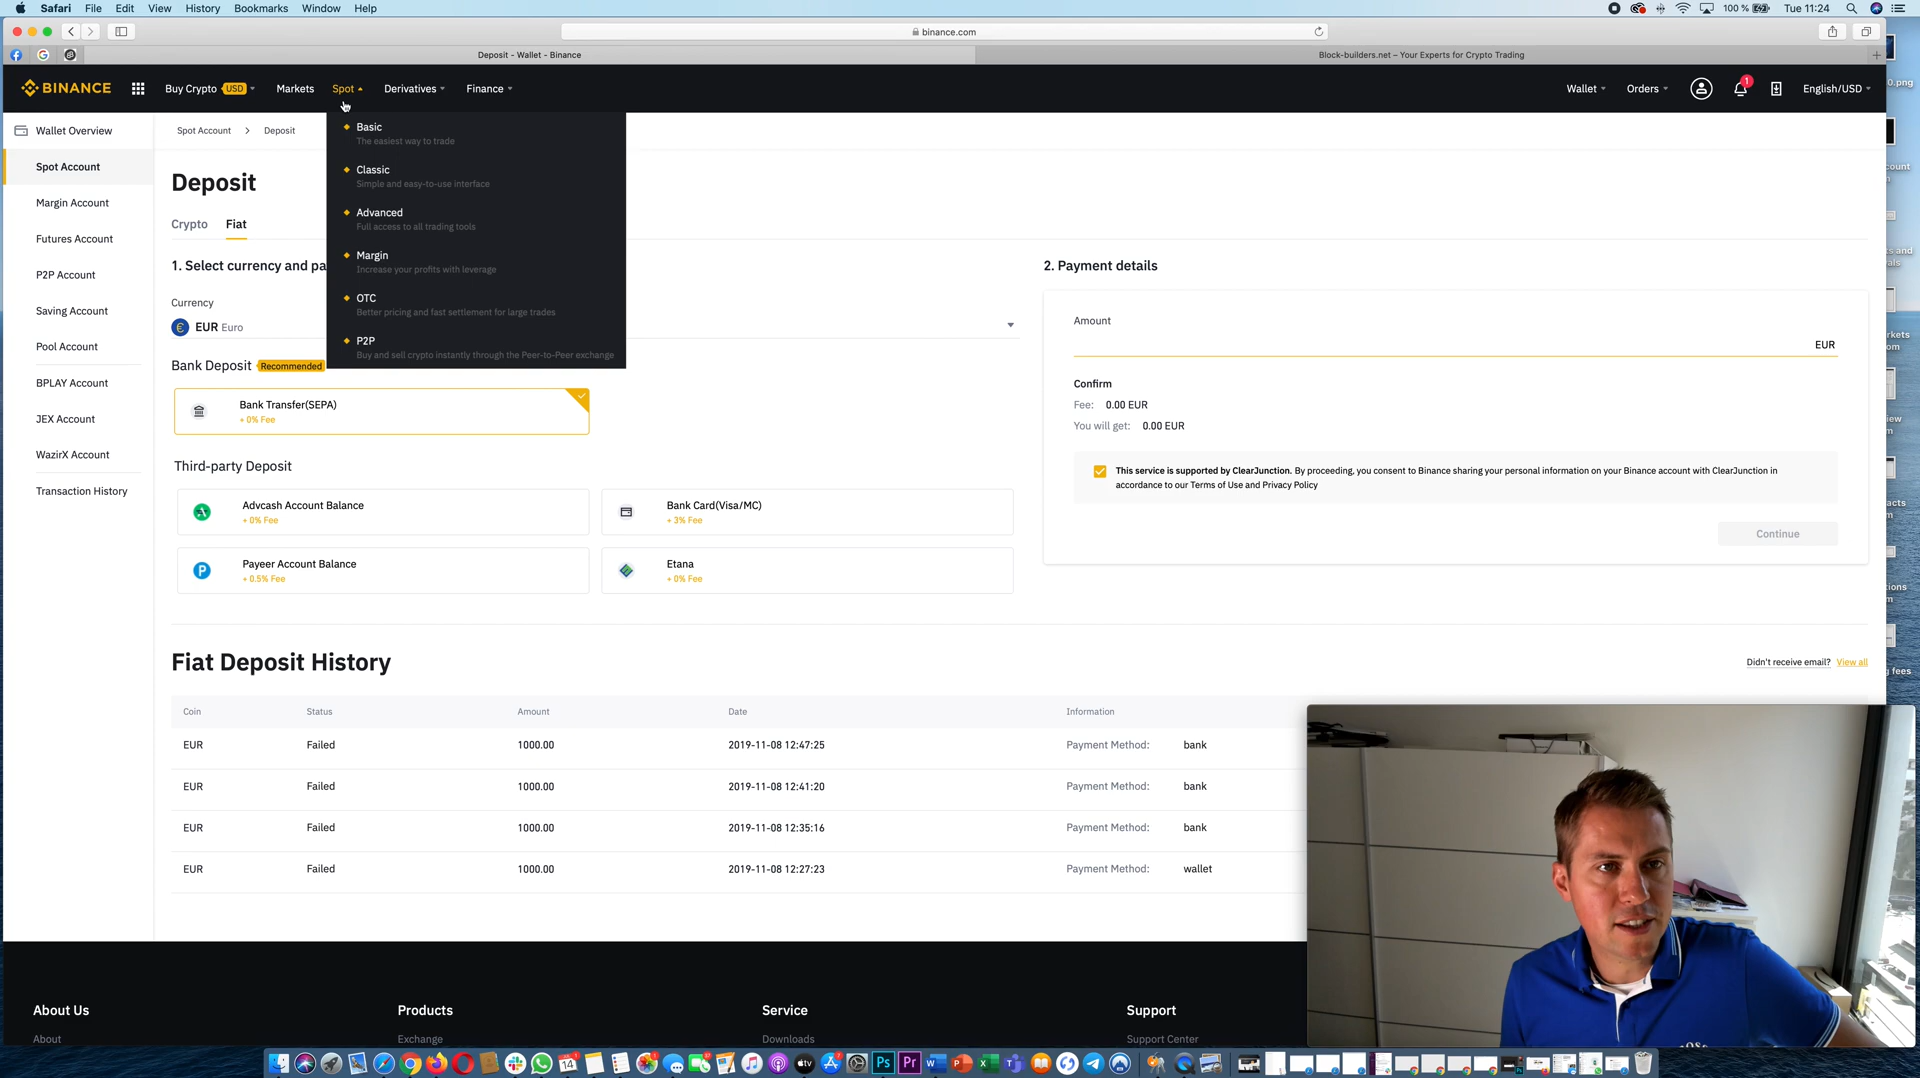 Safari File Edit View History Bookmarks Window Help
100 % Tue 11:24
binance.com
Deposit - Wallet - Binance
Block-builders.net – Your Experts for Crypto Trading
BINANCE Buy Crypto USD Markets Spot Derivatives Finance
1
Wallet Orders English/USD
Wallet Overview
Spot Account
Margin Account
Futures Account
P2P Account
Saving Account
Pool Account
BPLAY Account
JEX Account
WazirX Account
Transaction History
Spot Account > Deposit
Basic
The easiest way to trade
Classic
Simple and easy-to-use interface
Advanced
Full access to all trading tools
Margin
Increase your profits with leverage
OTC
Better pricing and fast settlement for large trades
P2P
Buy and sell crypto instantly through the Peer-to-Peer exchange
Deposit
Crypto Fiat
1. Select currency and pa
Currency
EUR Euro
Bank Deposit Recommended
Bank Transfer(SEPA)
+ 0% Fee
Third-party Deposit
Advcash Account Balance
+ 0% Fee
Bank Card(Visa/MC)
+ 3% Fee
Payeer Account Balance
+ 0.5% Fee
Etana
+ 0% Fee
2. Payment details
Amount
EUR
Confirm
Fee: 0.00 EUR
You will get: 0.00 EUR
This service is supported by ClearJunction. By proceeding, you consent to Binance sharing your personal information on your Binance account with ClearJunction in
accordance to our Terms of Use and Privacy Policy
Continue
Fiat Deposit History
Didn't receive email? View all
Coin Status Amount Date Information
EUR Failed 1000.00 2019-11-08 12:47:25 Payment Method: bank
EUR Failed 1000.00 2019-11-08 12:41:20 Payment Method: bank
EUR Failed 1000.00 2019-11-08 12:35:16 Payment Method: bank
EUR Failed 1000.00 2019-11-08 12:27:23 Payment Method: wallet
About Us Products Service Support
About Exchange Downloads Support Center